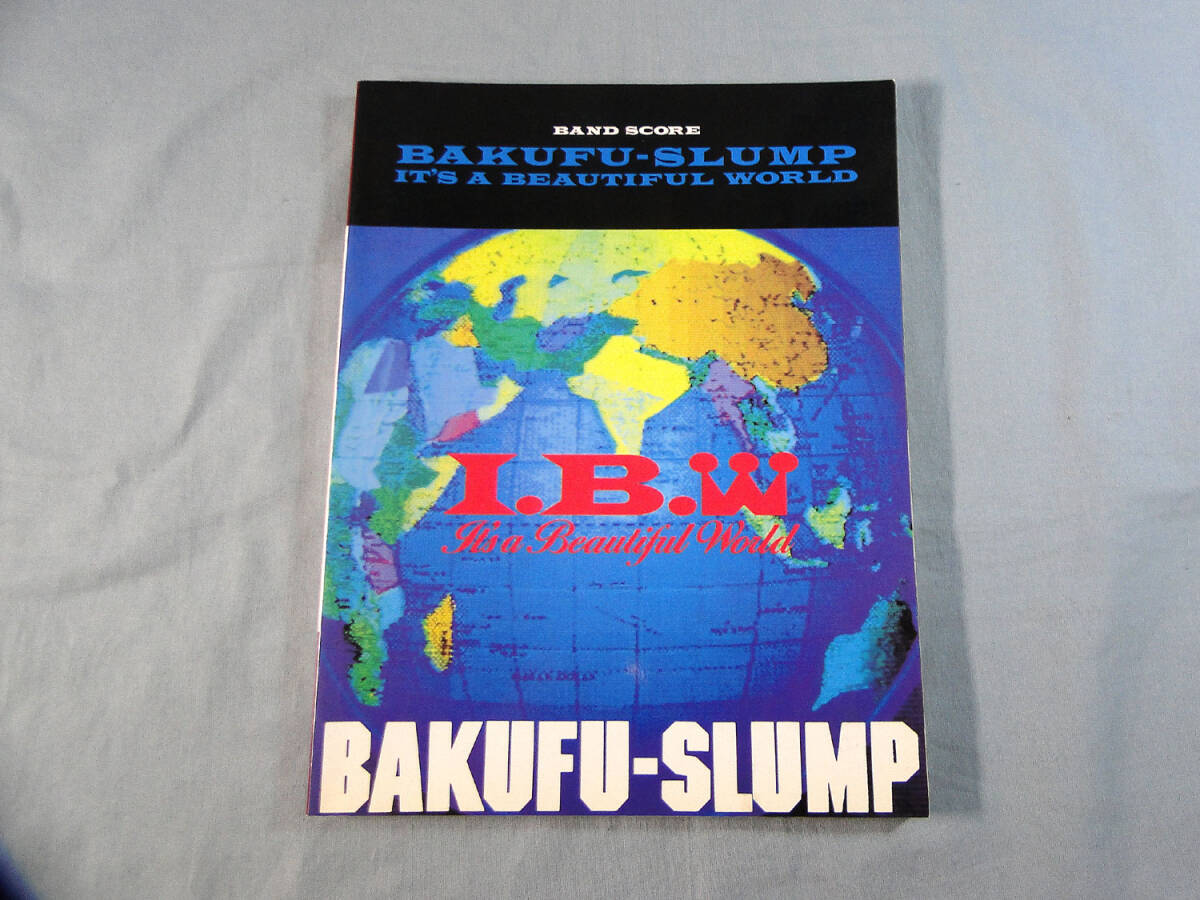 BAND SCORE
BAKUFU-SLUMP
IT'S A BEAUTIFUL WORLD
I.B.W
It's a Beautiful World
BAKUFU-SLUMP